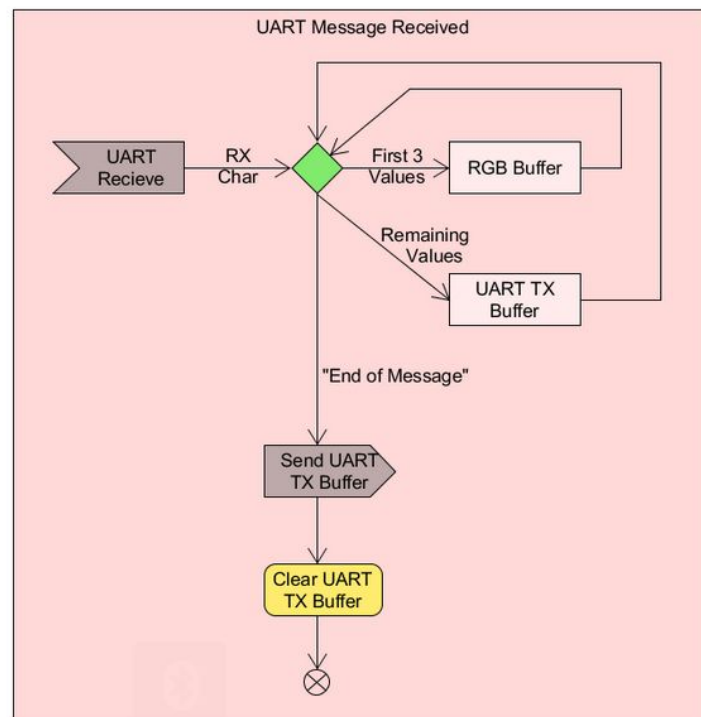 UART Message Received
UART
Recieve
RX
Char
First 3
Values
RGB Buffer
Remaining
Values
UART TX
Buffer
"End of Message"
Send UART
TX Buffer
Clear UART
TX Buffer